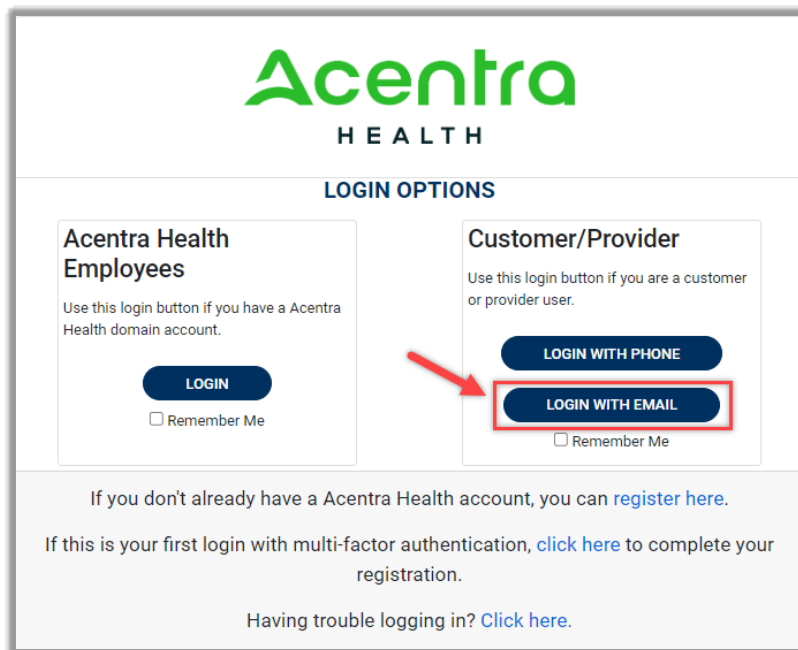 Acentra
HEALTH
LOGIN OPTIONS
Acentra Health
Employees
Use this login button if you have a Acentra
Health domain account.
LOGIN
Remember Me
Customer/Provider
Use this login button if you are a customer
or provider user.
LOGIN WITH PHONE
LOGIN WITH EMAIL
Remember Me
If you don't already have a Acentra Health account, you can register here.
If this is your first login with multi-factor authentication, click here to complete your
registration.
Having trouble logging in? Click here.